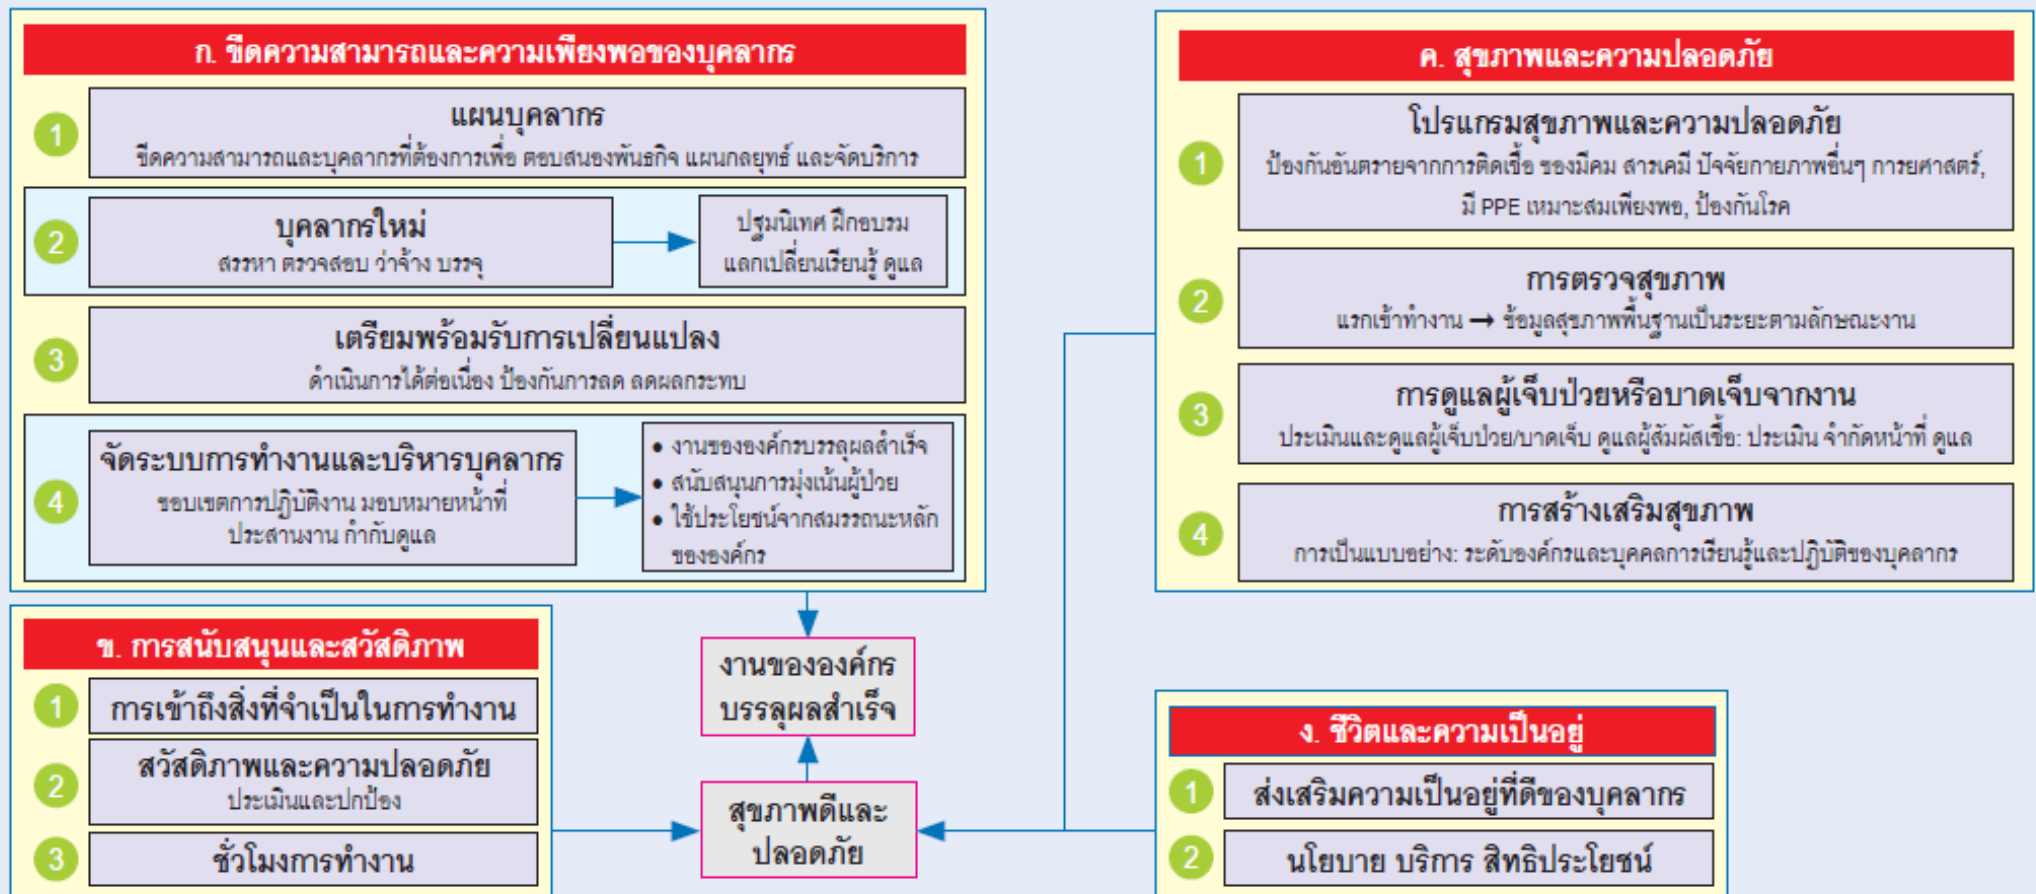 ก. ขีดความสามารถและความเพียงพอของบุคลากร
1
แผนบุคลากร
ขีดความสามารถและบุคลากรที่ต้องการเพื่อ ตอบสนองพันธกิจ แผนกลยุทธ์ และจัดบริการ
2
บุคลากรใหม่
สรรหา ตรวจสอบ ว่าจ้าง บรรจุ
ปฐมนิเทศ ฝึกอบรม
แลกเปลี่ยนเรียนรู้ ดูแล
3
เตรียมพร้อมรับการเปลี่ยนแปลง
ดำเนินการได้ต่อเนื่อง ป้องกันการลด ลดผลกระทบ
4
จัดระบบการทำงานและบริหารบุคลากร
ขอบเขตการปฏิบัติงาน มอบหมายหน้าที่
ประสานงาน กำกับดูแล
• งานขององค์กรบรรลุผลสำเร็จ
• สนับสนุนการมุ่งเน้นผู้ป่วย
• ใช้ประโยชน์จากสมรรถนะหลัก
ขององค์กร
ข. การสนับสนุนและสวัสดิภาพ
1
การเข้าถึงสิ่งที่จำเป็นในการทำงาน
2
สวัสดิภาพและความปลอดภัย
ประเมินและปกป้อง
3
ชั่วโมงการทำงาน
งานขององค์กร
บรรลุผลสำเร็จ
สุขภาพดีและ
ปลอดภัย
ค. สุขภาพและความปลอดภัย
1
โปรแกรมสุขภาพและความปลอดภัย
ป้องกันอันตรายจากการติดเชื้อ ของมีคม สารเคมี ปัจจัยกายภาพอื่นๆ การยศาสตร์,
มี PPE เหมาะสมเพียงพอ, ป้องกันโรค
2
การตรวจสุขภาพ
แรกเข้าทำงาน → ข้อมูลสุขภาพพื้นฐานเป็นระยะตามลักษณะงาน
3
การดูแลผู้เจ็บป่วยหรือบาดเจ็บจากงาน
ประเมินและดูแลผู้เจ็บป่วย/บาดเจ็บ ดูแลผู้สัมผัสเชื้อ: ประเมิน จำกัดหน้าที่ ดูแล
4
การสร้างเสริมสุขภาพ
การเป็นแบบอย่าง: ระดับองค์กรและบุคคลการเรียนรู้และปฏิบัติของบุคลากร
ง. ชีวิตและความเป็นอยู่
1
ส่งเสริมความเป็นอยู่ที่ดีของบุคลากร
2
นโยบาย บริการ สิทธิประโยชน์